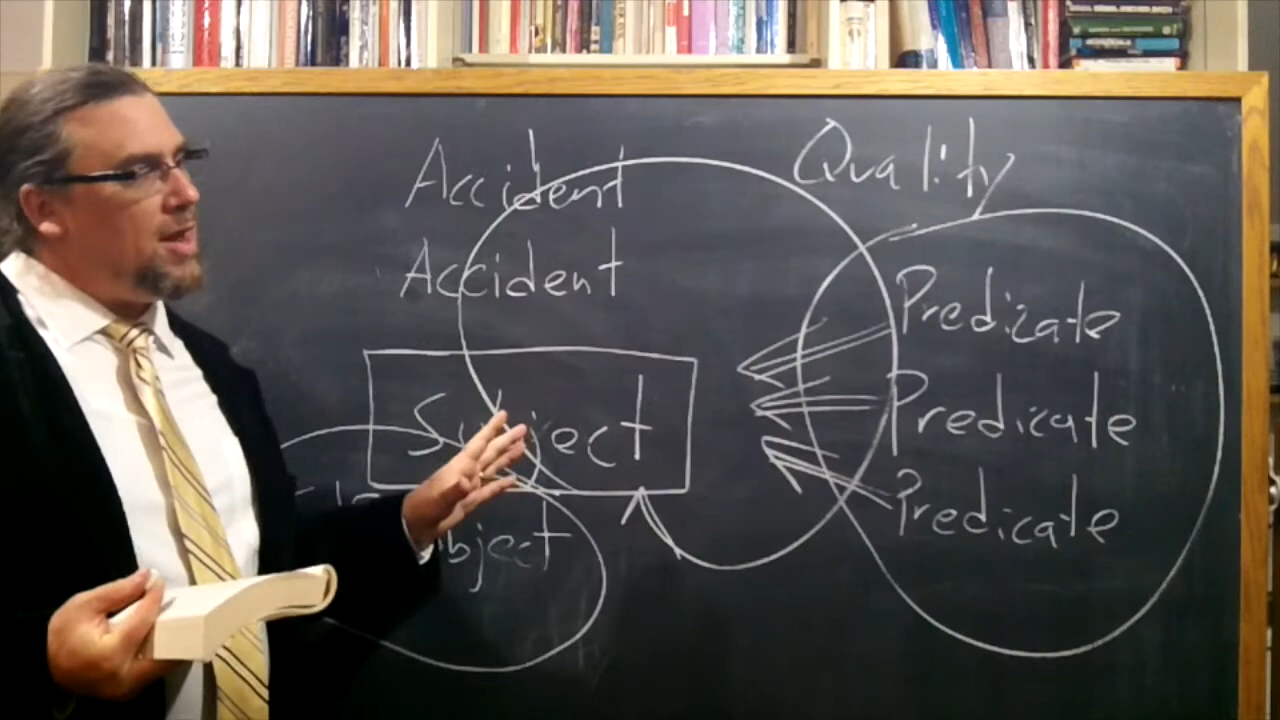 Accident
Accident
Subject
Quality
Predicate
Predicate
Predicate